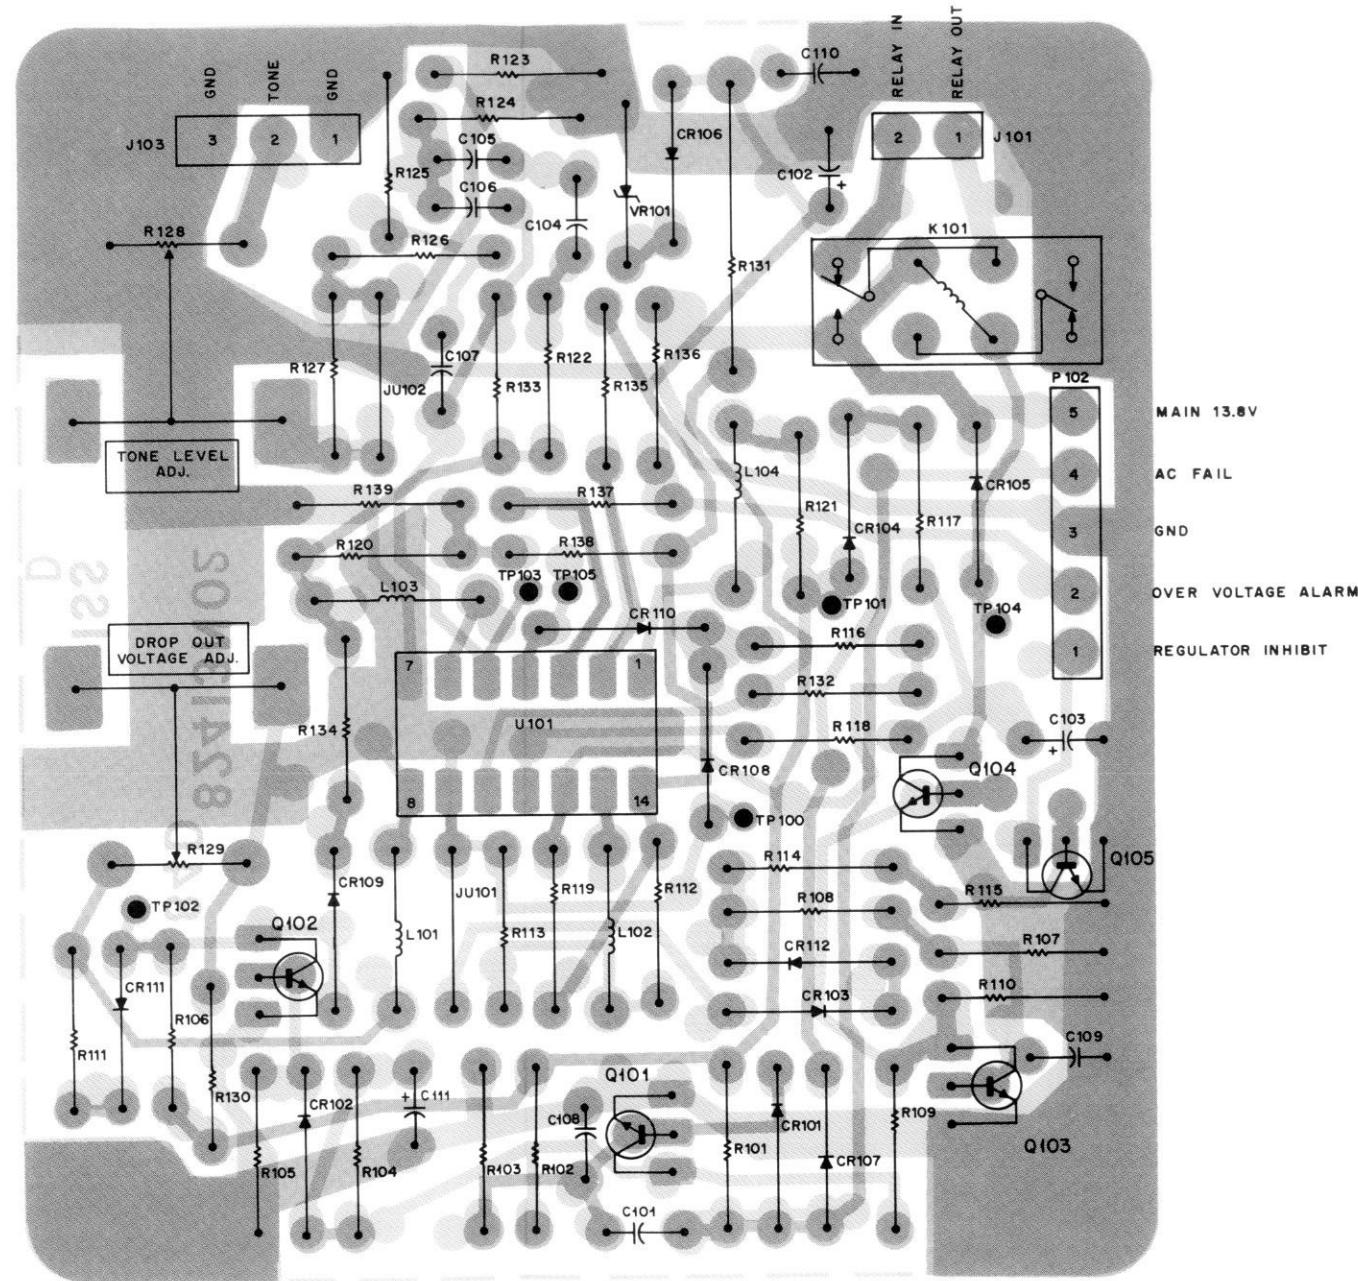 RELAY IN
RELAY OUT
GND
TONE
GND
J103
3
2
1
R123
R124
C105
C106
R125
R126
C104
VR101
CR106
C110
C102
+
2
1
J101
K101
R128
R131
R127
JU102
C107
R133
R122
R135
R136
P102
5
MAIN 13.8V
4
AC FAIL
3
GND
2
OVER VOLTAGE ALARM
1
REGULATOR INHIBIT
TONE LEVEL
ADJ.
L104
R121
CR104
R117
CR105
R139
R137
R120
R138
TP103
TP105
L103
TP101
TP104
CR110
R116
DROP OUT
VOLTAGE ADJ.
7
1
U101
8
14
R132
R134
R118
C103
+
CR108
Q104
TP100
Q105
R129
R114
R115
TP102
CR109
JU101
R119
R112
R108
Q102
L101
R113
L102
R107
CR112
CR111
R106
CR103
R110
R111
C109
R130
CR102
+
C111
Q101
C108
CR101
R109
Q103
R105
R104
R103
R102
R101
CR107
C101
ISS
D